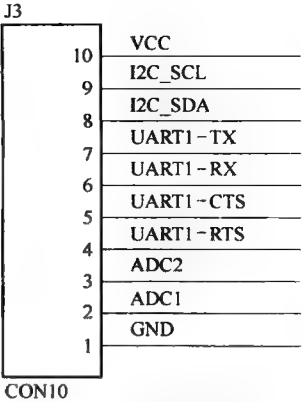 J3
10 VCC
9 I2C_SCL
8 I2C_SDA
7 UART1-TX
6 UART1-RX
5 UART1-CTS
4 UART1-RTS
3 ADC2
2 ADC1
1 GND
CON10